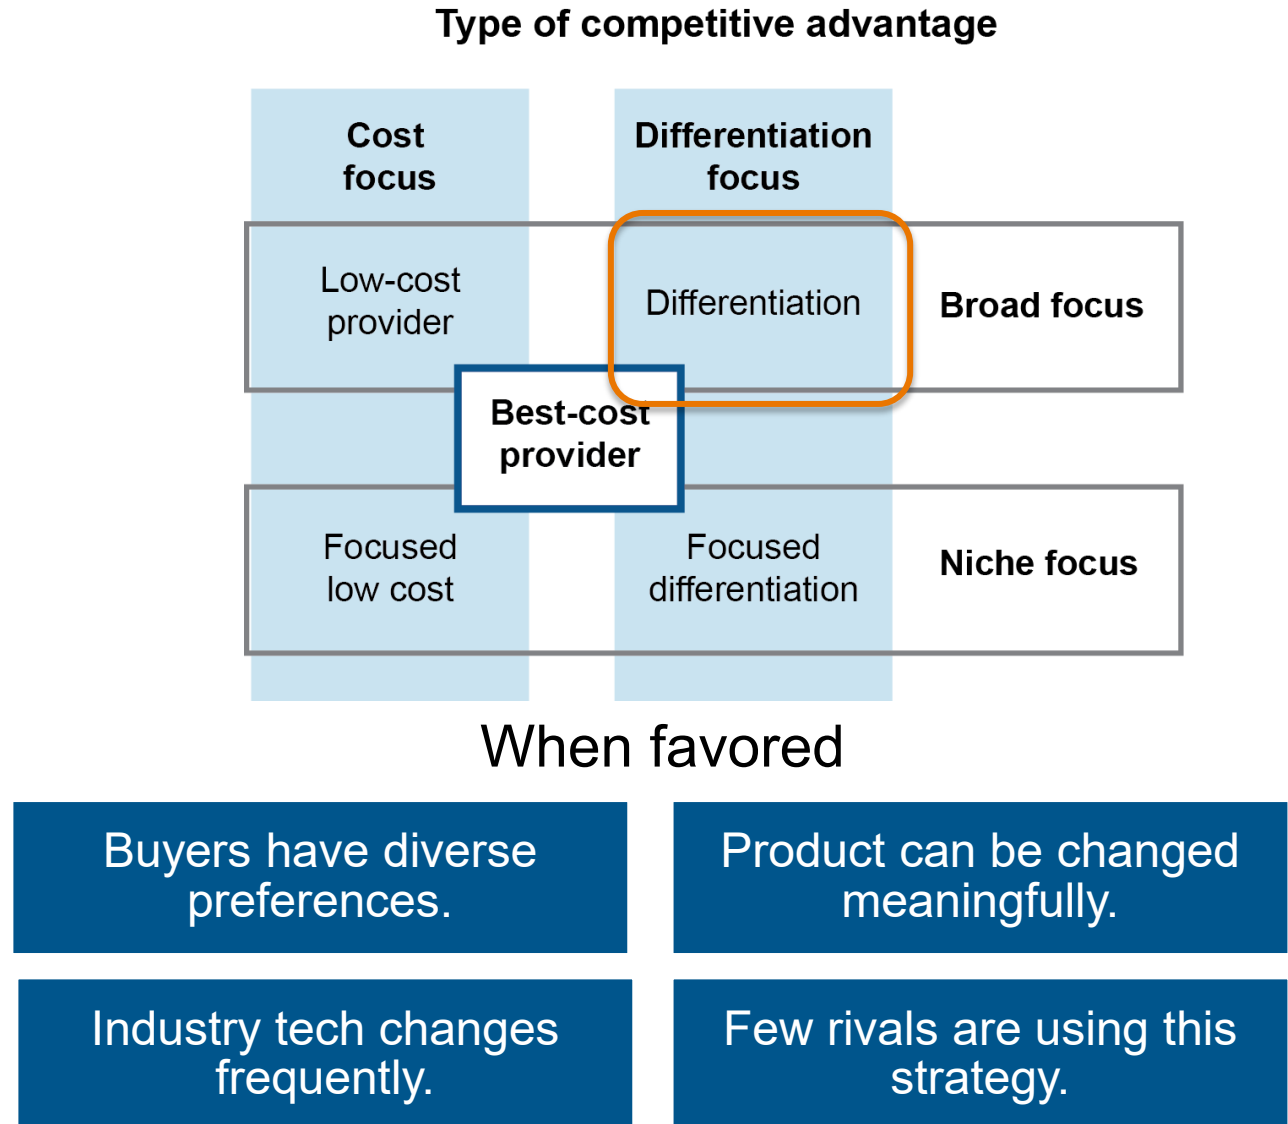 Type of competitive advantage
Cost
focus
Differentiation
focus
Low-cost
provider
Differentiation
Broad focus
Best-cost
provider
Focused
low cost
Focused
differentiation
Niche focus
When favored
Buyers have diverse
preferences.
Product can be changed
meaningfully.
Industry tech changes
frequently.
Few rivals are using this
strategy.